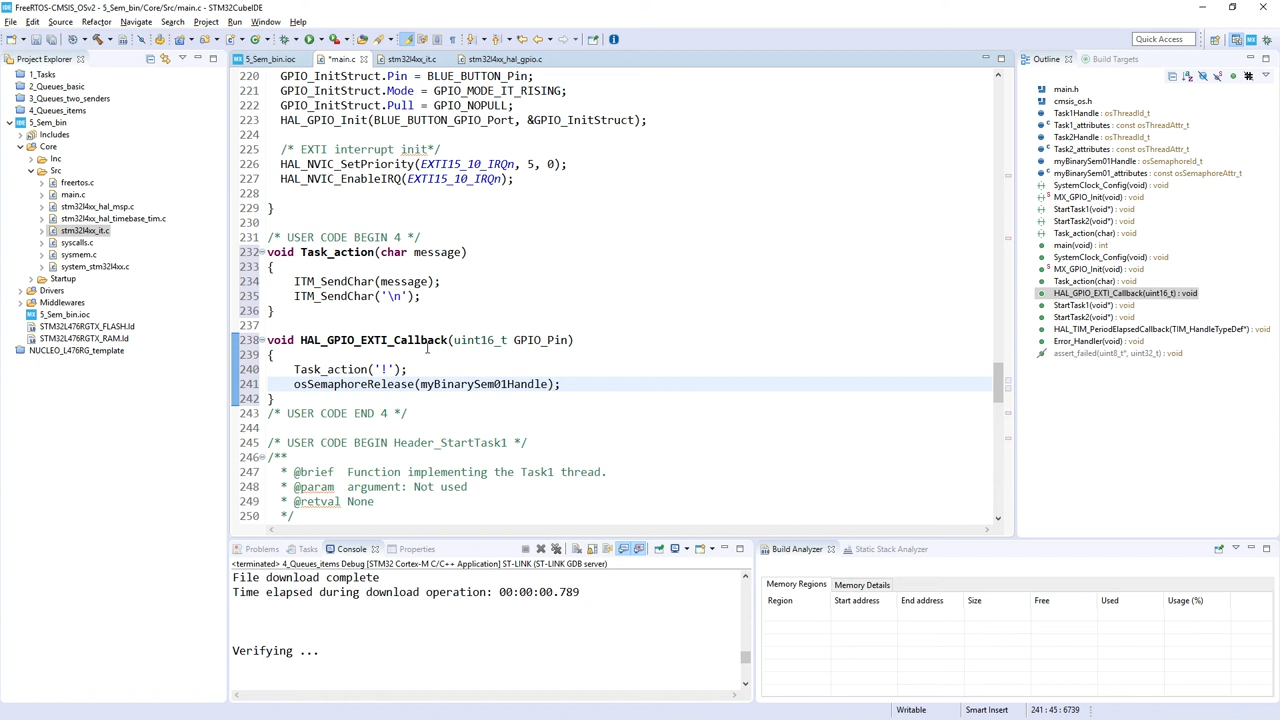 FreeRTOS-CMSIS_OSv2 - 5_Sem_bin/Core/Src/main.c - STM32CubeIDE
File Edit Source Refactor Navigate Search Project Run Window Help
Quick Access
Project Explorer
1_Tasks
2_Queues_basic
3_Queues_two_senders
4_Queues_items
5_Sem_bin
Includes
Core
Inc
Src
freertos.c
main.c
stm32l4xx_hal_msp.c
stm32l4xx_hal_timebase_tim.c
stm32l4xx_it.c
syscalls.c
sysmem.c
system_stm32l4xx.c
Startup
Drivers
Middlewares
5_Sem_bin.ioc
STM32L476RGTX_FLASH.ld
STM32L476RGTX_RAM.ld
NUCLEO_L476RG_template
5_Sem_bin.ioc *main.c stm32l4xx_it.c stm32l4xx_hal_gpio.c
220 GPIO_InitStruct.Pin = BLUE_BUTTON_Pin;
221 GPIO_InitStruct.Mode = GPIO_MODE_IT_RISING;
222 GPIO_InitStruct.Pull = GPIO_NOPULL;
223 HAL_GPIO_Init(BLUE_BUTTON_GPIO_Port, &GPIO_InitStruct);
224
225 /* EXTI interrupt init*/
226 HAL_NVIC_SetPriority(EXTI15_10_IRQn, 5, 0);
227 HAL_NVIC_EnableIRQ(EXTI15_10_IRQn);
228
229 }
230
231 /* USER CODE BEGIN 4 */
232 void Task_action(char message)
233 {
234 ITM_SendChar(message);
235 ITM_SendChar('\n');
236 }
237
238 void HAL_GPIO_EXTI_Callback(uint16_t GPIO_Pin)
239 {
240 Task_action('!');
241 osSemaphoreRelease(myBinarySem01Handle);
242 }
243 /* USER CODE END 4 */
244
245 /* USER CODE BEGIN Header_StartTask1 */
246 /**
247 * @brief Function implementing the Task1 thread.
248 * @param argument: Not used
249 * @retval None
250 */
Outline Build Targets
main.h
cmsis_os.h
Task1Handle : osThreadId_t
Task1_attributes : const osThreadAttr_t
Task2Handle : osThreadId_t
Task2_attributes : const osThreadAttr_t
myBinarySem01Handle : osSemaphoreId_t
myBinarySem01_attributes : const osSemaphoreAttr_t
SystemClock_Config(void) : void
MX_GPIO_Init(void) : void
StartTask1(void*) : void
StartTask2(void*) : void
Task_action(char) : void
main(void) : int
SystemClock_Config(void) : void
MX_GPIO_Init(void) : void
Task_action(char) : void
HAL_GPIO_EXTI_Callback(uint16_t) : void
StartTask1(void*) : void
StartTask2(void*) : void
HAL_TIM_PeriodElapsedCallback(TIM_HandleTypeDef*) : void
Error_Handler(void) : void
assert_failed(uint8_t*, uint32_t) : void
Problems Tasks Console Properties
<terminated> 4_Queues_items Debug [STM32 Cortex-M C/C++ Application] ST-LINK (ST-LINK GDB server)
File download complete
Time elapsed during download operation: 00:00:00.789
Verifying ...
Build Analyzer Static Stack Analyzer
Memory Regions Memory Details
Region Start address End address Size Free Used Usage (%)
Writable Smart Insert 241 : 45 : 6739